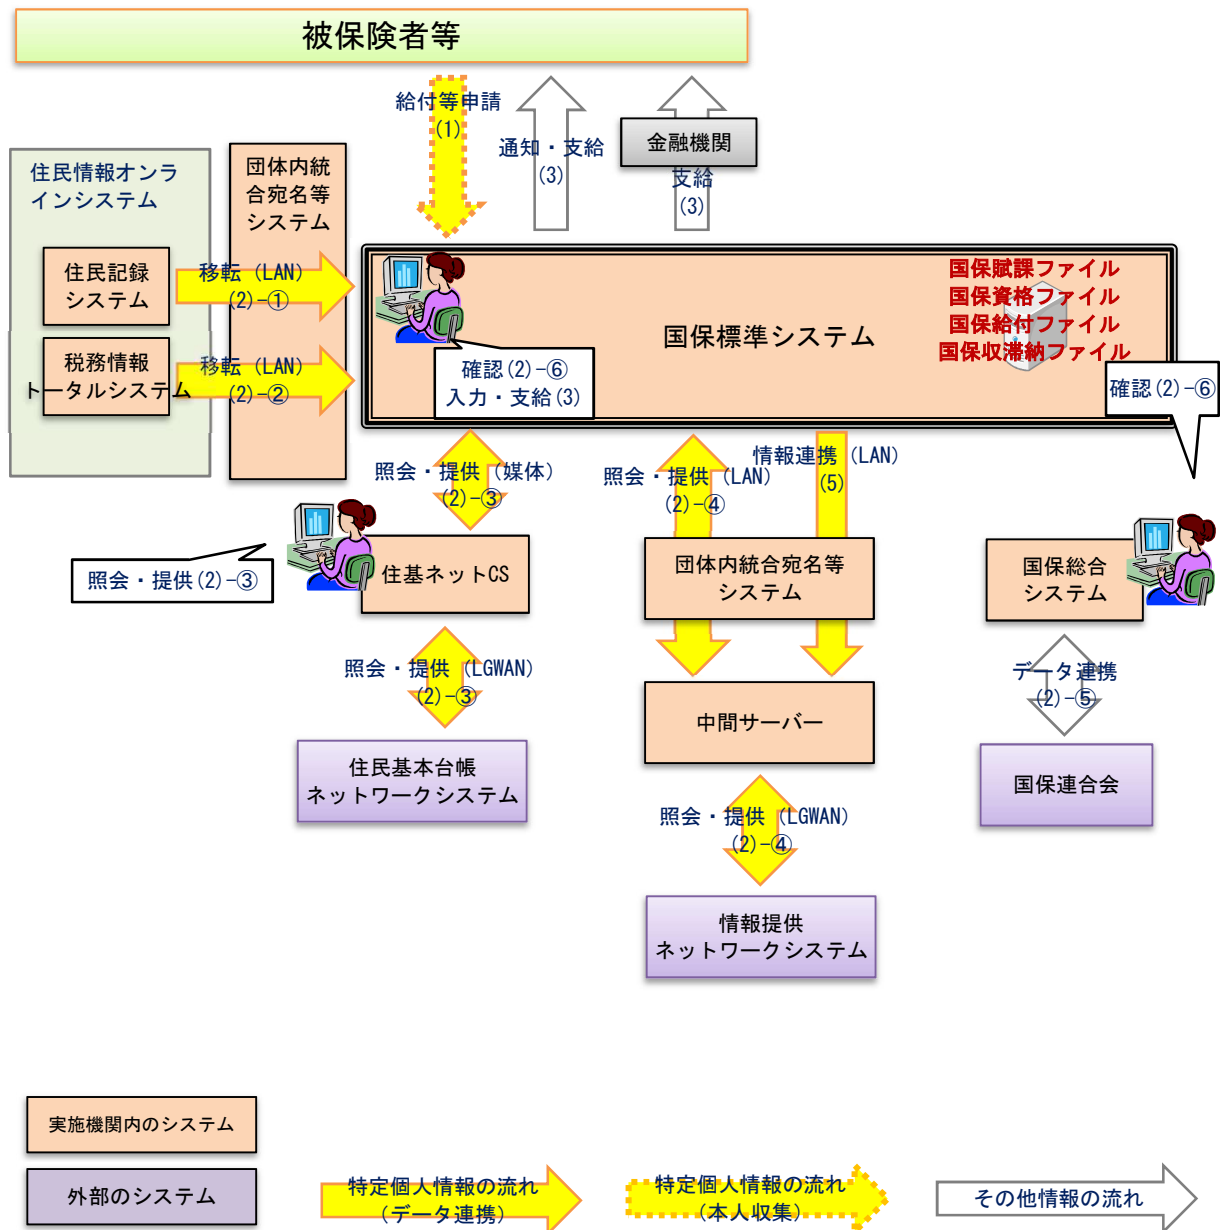 被保険者等
給付等申請
(1)
通知・支給
(3)
金融機関
支給
(3)
住民情報オンラ
インシステム
団体内統
合宛名等
システム
住民記録
システム
移転（LAN）
(2)-①
税務情報
トータルシステム
移転（LAN）
(2)-②
国保標準システム
国保賦課ファイル
国保資格ファイル
国保給付ファイル
国保収滞納ファイル
確認(2)-⑥
入力・支給(3)
確認(2)-⑥
照会・提供（媒体）
(2)-③
照会・提供（LAN）
(2)-④
情報連携（LAN）
(5)
照会・提供(2)-③
住基ネットCS
団体内統合宛名等
システム
国保総合
システム
照会・提供（LGWAN）
(2)-③
中間サーバー
データ連携
(2)-⑤
住民基本台帳
ネットワークシステム
国保連合会
照会・提供（LGWAN）
(2)-④
情報提供
ネットワークシステム
実施機関内のシステム
外部のシステム
特定個人情報の流れ
（データ連携）
特定個人情報の流れ
（本人収集）
その他情報の流れ